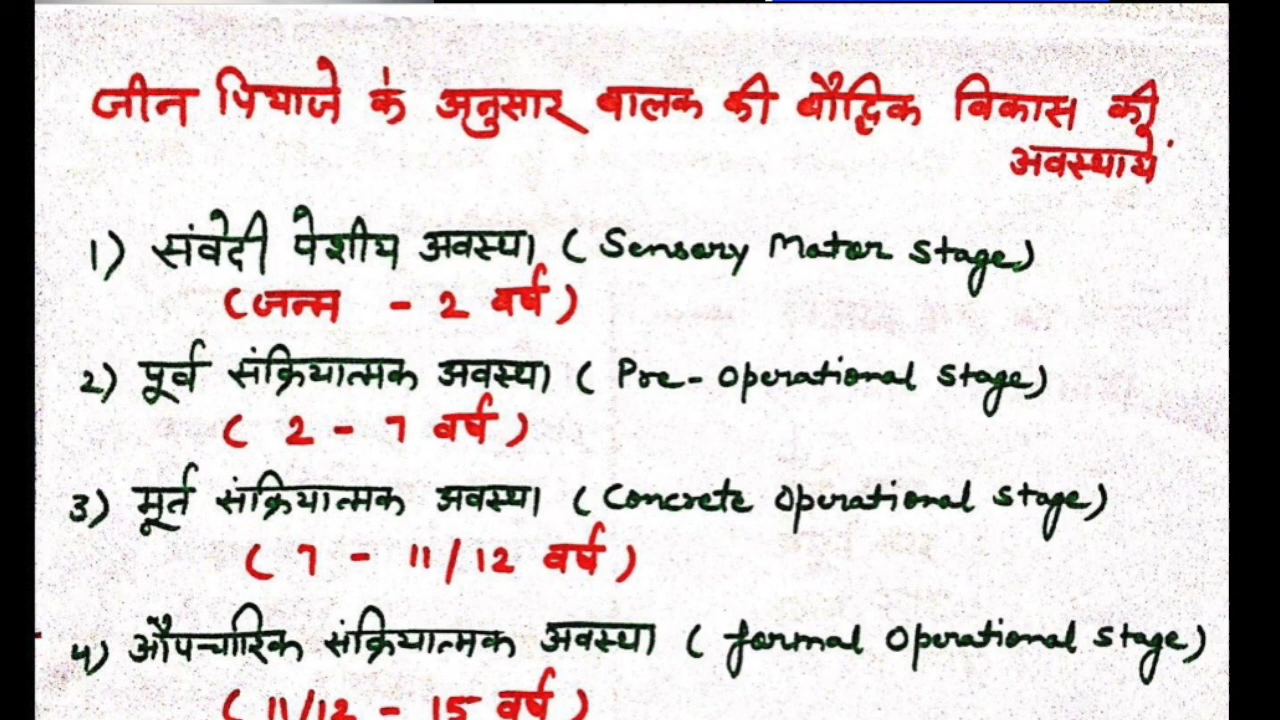 जीन पियाजे के अनुसार बालक की बौद्धिक विकास की
अवस्थायें
1) संवेदी पेशीय अवस्था ( Sensory Motor Stage)
(जन्म - 2 वर्ष)
2) पूर्व संक्रियात्मक अवस्था ( Pre-Operational Stage)
( 2 - 7 वर्ष )
3) मूर्त संक्रियात्मक अवस्था ( Concrete Operational Stage)
( 7 - 11/12 वर्ष )
4) औपचारिक संक्रियात्मक अवस्था ( formal Operational Stage)
( 11/12 - 15 वर्ष )